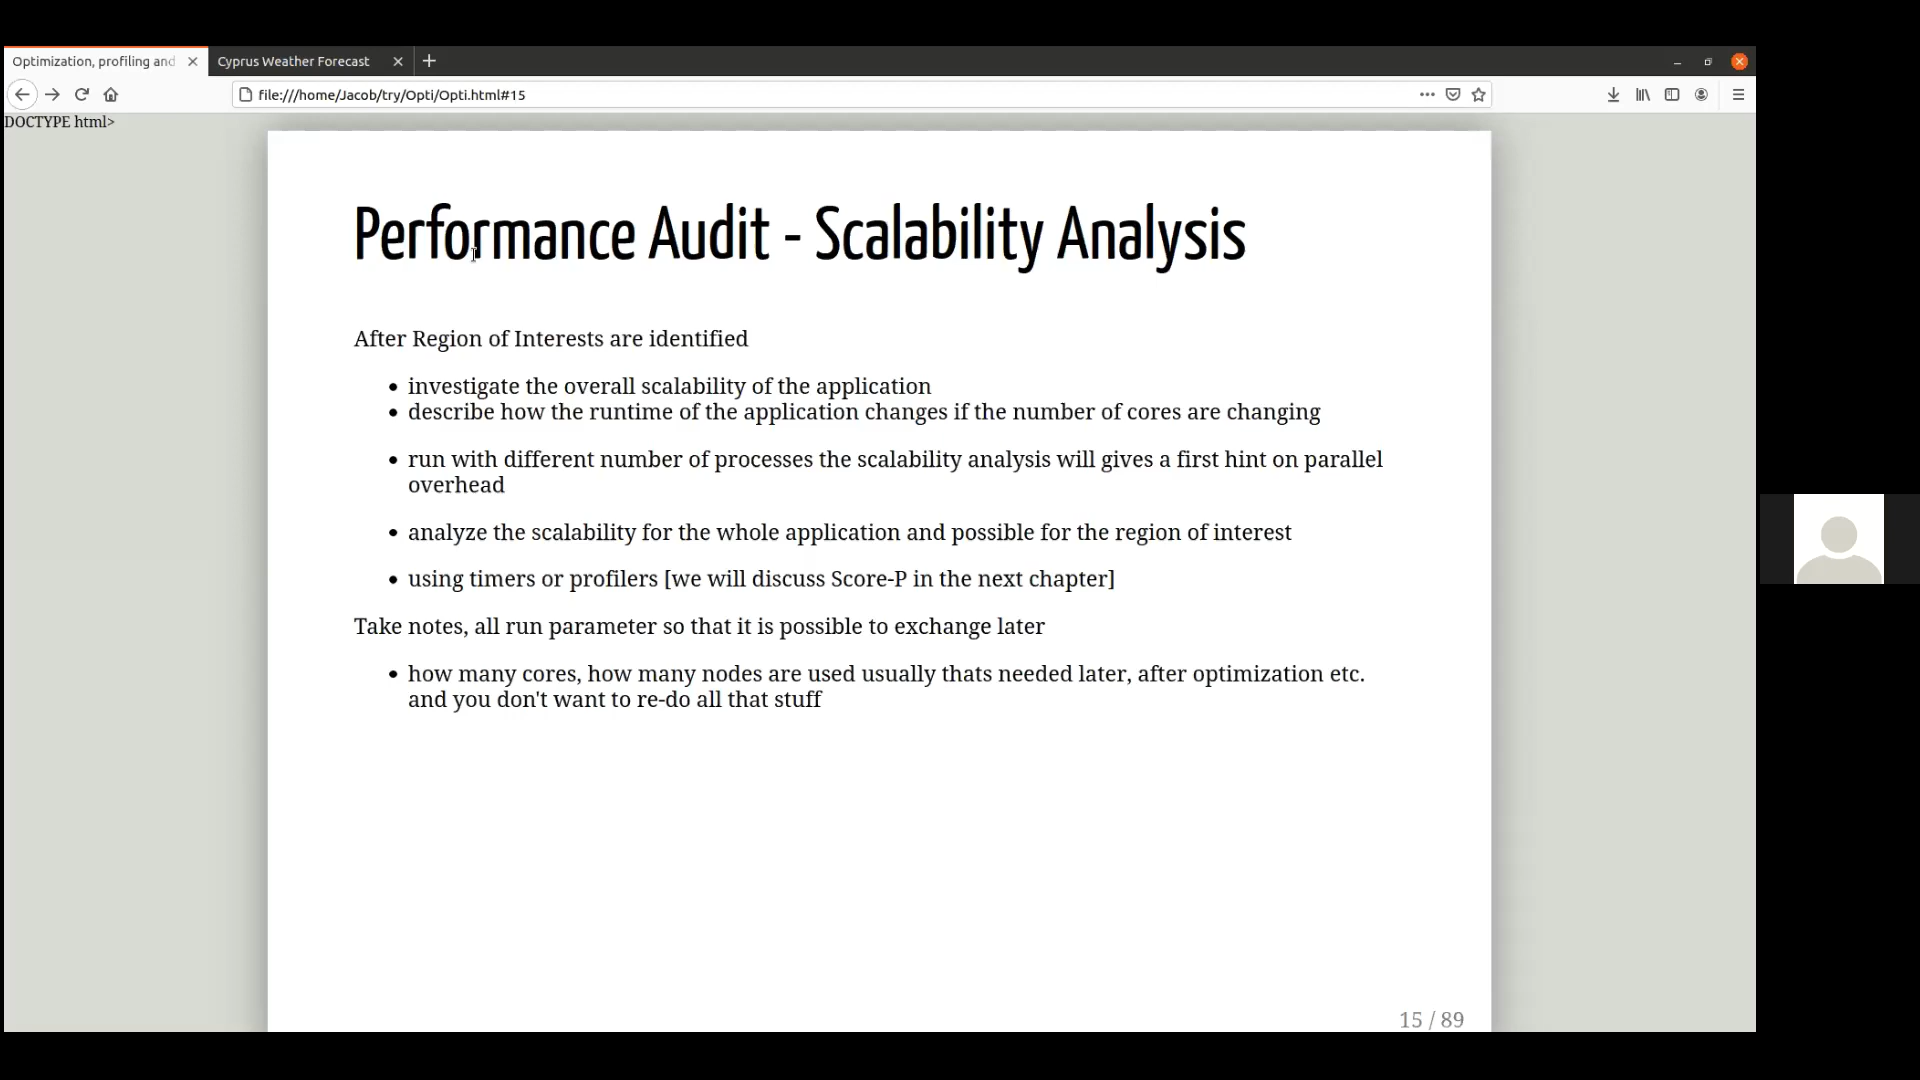 Optimization, profiling and
Cyprus Weather Forecast
file:///home/Jacob/try/Opti/Opti.html#15
DOCTYPE html>
Performance Audit - Scalability Analysis
After Region of Interests are identified
• investigate the overall scalability of the application
• describe how the runtime of the application changes if the number of cores are changing
• run with different number of processes the scalability analysis will gives a first hint on parallel
overhead
• analyze the scalability for the whole application and possible for the region of interest
• using timers or profilers [we will discuss Score-P in the next chapter]
Take notes, all run parameter so that it is possible to exchange later
• how many cores, how many nodes are used usually thats needed later, after optimization etc.
and you don't want to re-do all that stuff
15 / 89